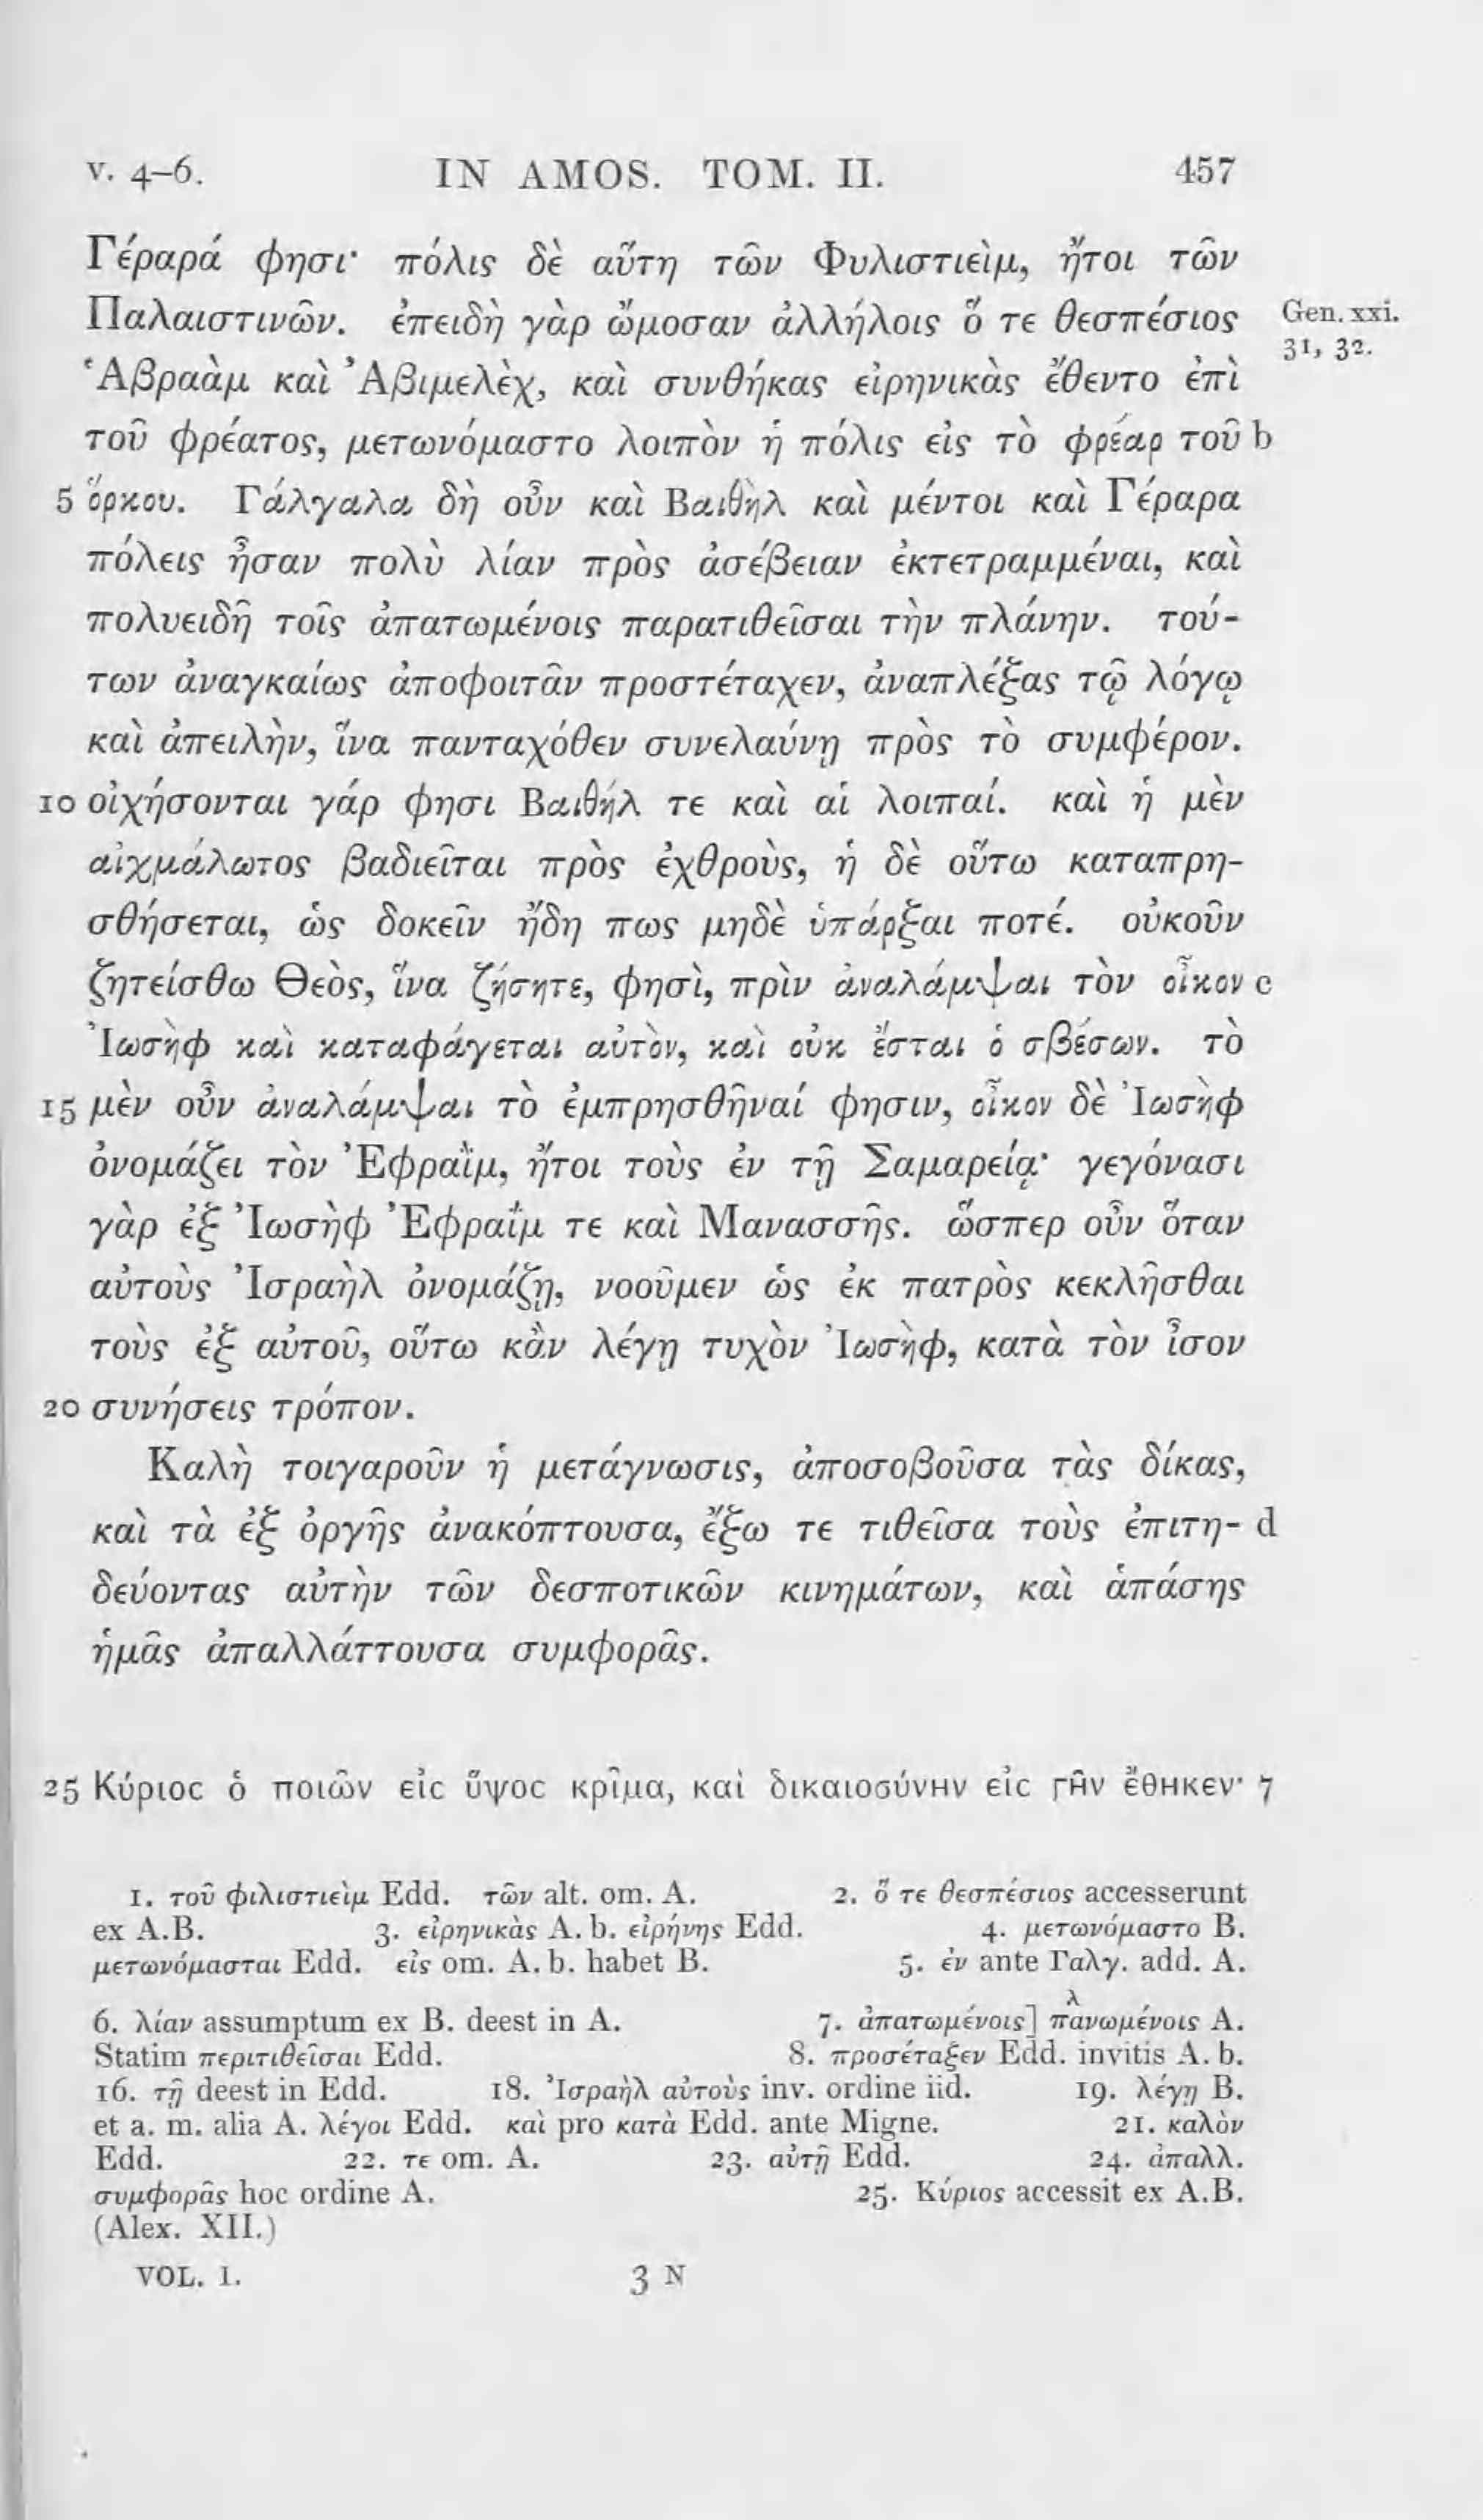 v. 4–6. IN AMOS. TOM. II. 457
Γέραρά φησι· πόλις δὲ αὕτη τῶν Φυλιστιεὶμ, ἤτοι τῶν
Παλαιστινῶν. ἐπειδὴ γὰρ ὤμοσαν ἀλλήλοις ὅ τε θεσπέσιος Gen. xxi.
31, 32.
Ἁβραὰμ καὶ Ἀβιμελὲχ, καὶ συνθήκας εἰρηνικὰς ἔθεντο ἐπὶ
τοῦ φρέατος, μετωνόμαστο λοιπὸν ἡ πόλις εἰς τὸ φρέαρ τοῦ b
5 ὅρκου. Γάλγαλα δὴ οὖν καὶ Βαιθὴλ καὶ μέντοι καὶ Γέραρα
πόλεις ἦσαν πολὺ λίαν πρὸς ἀσέβειαν ἐκτετραμμέναι, καὶ
πολυειδῆ τοῖς ἀπατωμένοις παρατιθεῖσαι τὴν πλάνην. τού-
των ἀναγκαίως ἀποφοιτᾶν προστέταχεν, ἀναπλέξας τῷ λόγῳ
καὶ ἀπειλὴν, ἵνα πανταχόθεν συνελαύνῃ πρὸς τὸ συμφέρον.
10 οἰχήσονται γάρ φησι Βαιθήλ τε καὶ αἱ λοιπαί. καὶ ἡ μὲν
αἰχμάλωτος βαδιεῖται πρὸς ἐχθροὺς, ἡ δὲ οὕτω καταπρη-
σθήσεται, ὡς δοκεῖν ἤδη πως μηδὲ ὑπάρξαι ποτέ. οὐκοῦν
ζητείσθω Θεὸς, ἵνα ζήσητε, φησὶ, πρὶν ἀναλάμψαι τὸν οἶκον c
Ἰωσὴφ καὶ καταφάγεται αὐτὸν, καὶ οὐκ ἔσται ὁ σβέσων. τὸ
15 μὲν οὖν ἀναλάμψαι τὸ ἐμπρησθῆναί φησιν, οἶκον δὲ Ἰωσὴφ
ὀνομάζει τὸν Ἐφραῒμ, ἤτοι τοὺς ἐν τῇ Σαμαρείᾳ· γεγόνασι
γὰρ ἐξ Ἰωσὴφ Ἐφραΐμ τε καὶ Μανασσῆς. ὥσπερ οὖν ὅταν
αὐτοὺς Ἰσραὴλ ὀνομάζῃ, νοοῦμεν ὡς ἐκ πατρὸς κεκλῆσθαι
τοὺς ἐξ αὐτοῦ, οὕτω κἂν λέγῃ τυχὸν Ἰωσὴφ, κατὰ τὸν ἶσον
20 συνήσεις τρόπον.
Καλὴ τοιγαροῦν ἡ μετάγνωσις, ἀποσοβοῦσα τὰς δίκας,
καὶ τὰ ἐξ ὀργῆς ἀνακόπτουσα, ἔξω τε τιθεῖσα τοὺς ἐπιτη- d
δεύοντας αὐτὴν τῶν δεσποτικῶν κινημάτων, καὶ ἁπάσης
ἡμᾶς ἀπαλλάττουσα συμφορᾶς.
25 Κύριος ὁ ποιῶν εἰς ὕψος κρῖμα, καὶ δικαιοσύνην εἰς γῆν ἔθηκεν· 7
1. τοῦ φιλιστιεὶμ Edd. τῶν alt. om. A. 2. ὅ τε θεσπέσιος accesserunt
ex A.B. 3. εἰρηνικὰς A. b. εἰρήνης Edd. 4. μετωνόμαστο B.
μετωνόμασται Edd. εἰς om. A. b. habet B. 5. ἐν ante Γαλγ. add. A.
6. λίαν assumptum ex B. deest in A. 7. ἀπατωμένοις] πανωμένοις A.
λ
Statim περιτιθεῖσαι Edd. 8. προσέταξεν Edd. invitis A. b.
16. τῇ deest in Edd. 18. Ἰσραὴλ αὐτοὺς inv. ordine iid. 19. λέγῃ B.
et a. m. alia A. λέγοι Edd. καὶ pro κατὰ Edd. ante Migne. 21. καλὸν
Edd. 22. τε om. A. 23. αὐτῇ Edd. 24. ἀπαλλ.
συμφορᾶς hoc ordine A. 25. Κύριος accessit ex A.B.
(Alex. XII.)
VOL. I. 3 N